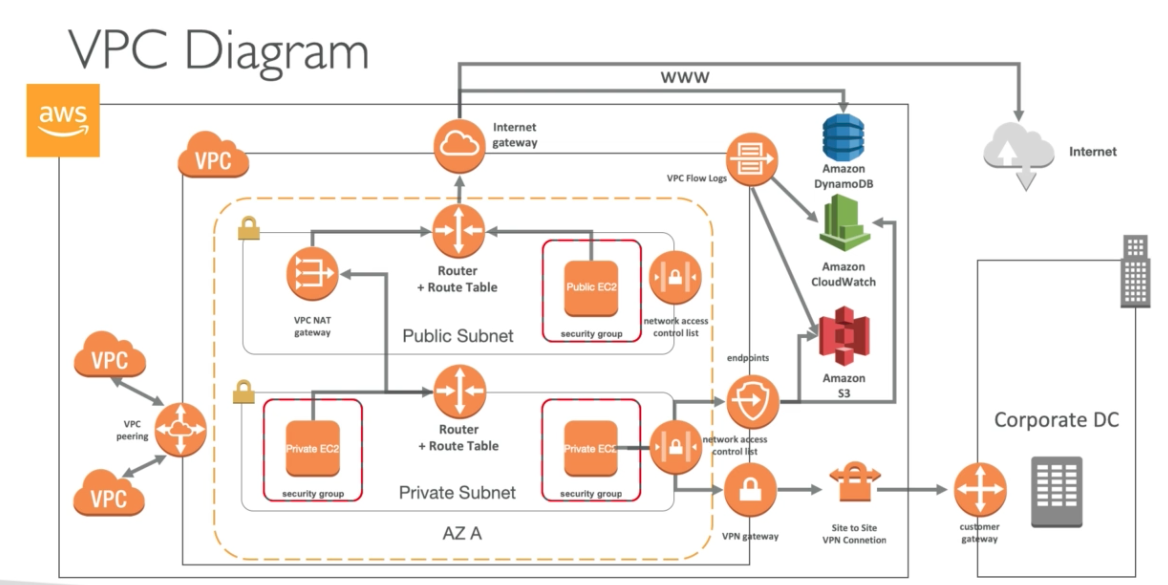 VPC Diagram
WWW
aws
Internet
gateway
VPC
VPC Flow Logs
Amazon
DynamoDB
Internet
Amazon
CloudWatch
Router
+ Route Table
Public EC2
VPC NAT
gateway
Public Subnet
security group
network access
control list
endpoints
Amazon
S3
VPC
VPC
peering
VPC
Router
+ Route Table
Private EC2
security group
Private EC2
security group
network access
control list
Private Subnet
AZ A
VPN gateway
Site to Site
VPN Connetion
Corporate DC
customer
gateway